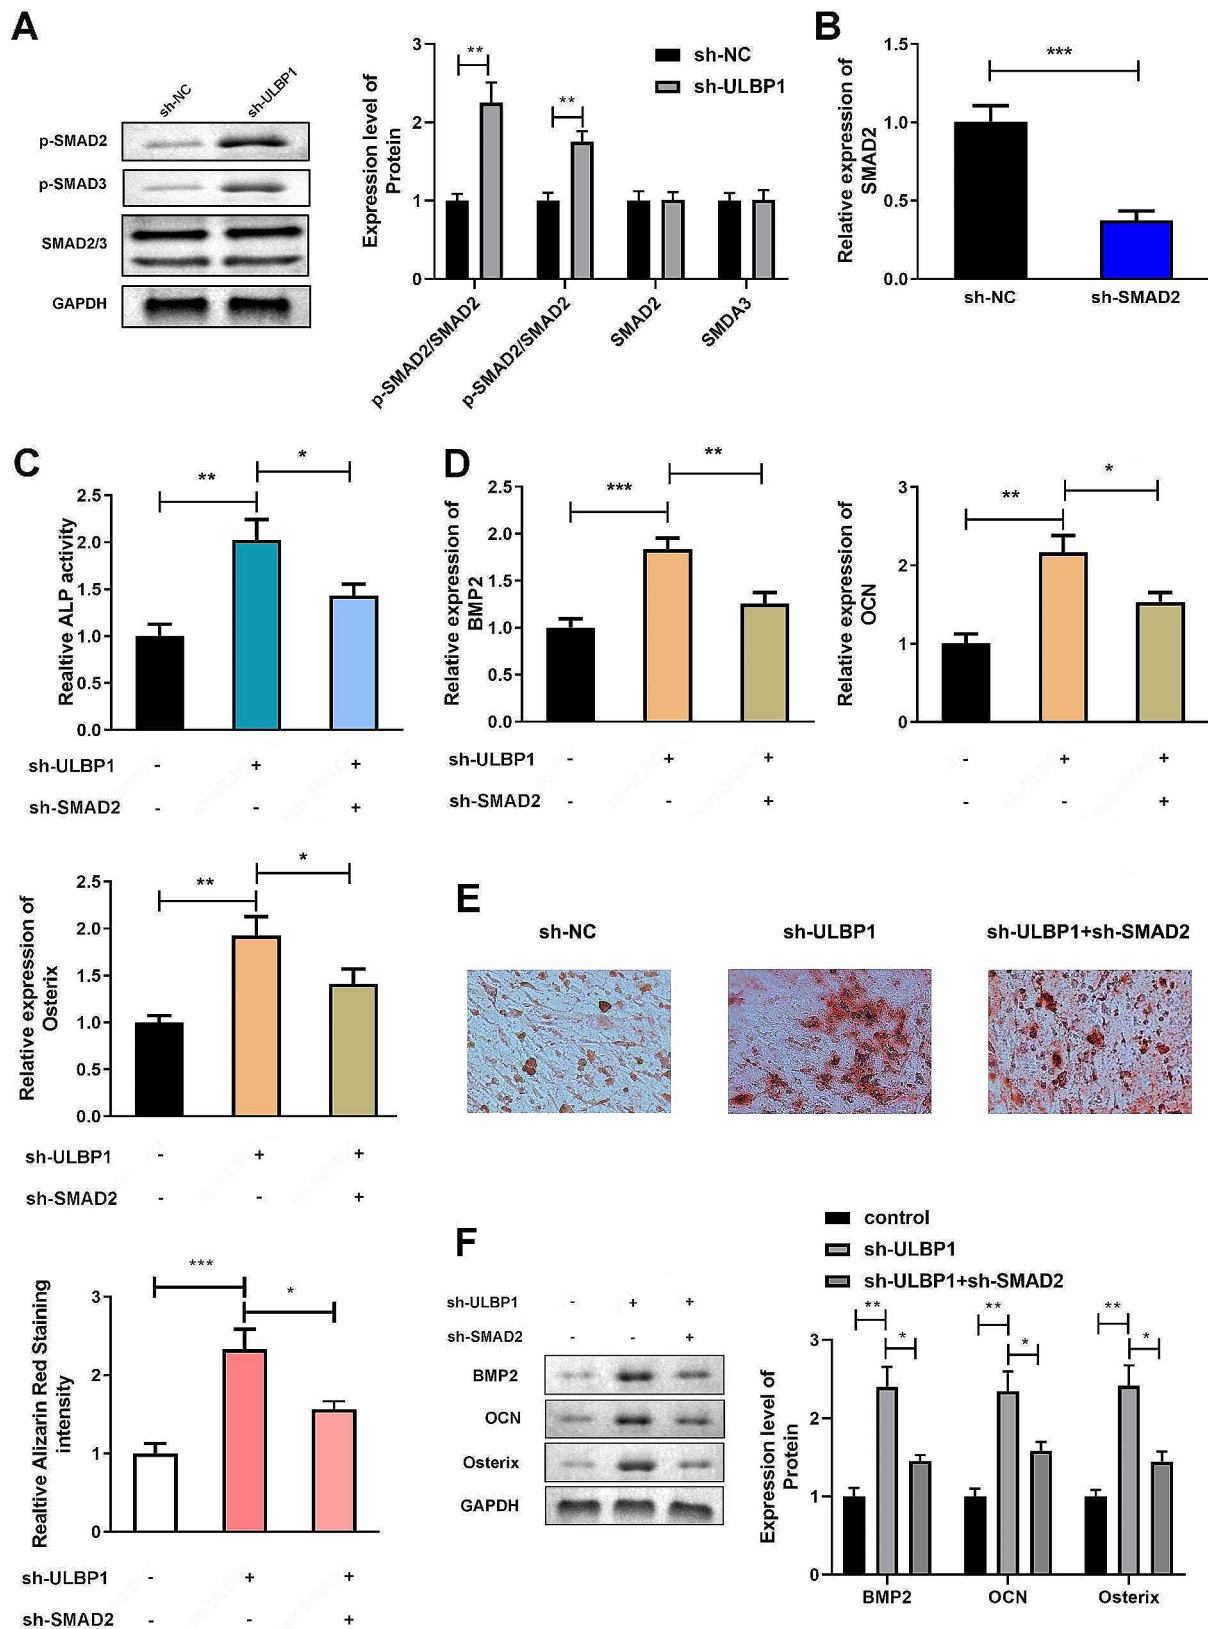 A
sh-NC
sh-ULBP1
p-SMAD2
p-SMAD3
SMAD2/3
GAPDH
Expression level of
Protein
3
2
1
0
**
**
sh-NC
sh-ULBP1
p-SMAD2/SMAD2
p-SMAD2/SMAD2
SMAD2
SMDA3
B
Relative expression of
SMAD2
1.5
1.0
0.5
0.0
***
sh-NC
sh-SMAD2
C
Realtive ALP activity
2.5
2.0
1.5
1.0
0.5
0.0
**
*
sh-ULBP1 - + +
sh-SMAD2 - - +
D
Relative expression of
BMP2
2.5
2.0
1.5
1.0
0.5
0.0
***
**
sh-ULBP1 - + +
sh-SMAD2 - - +
Relative expression of
OCN
3
2
1
0
**
*
- + +
- - +
Relative expression of
Osterix
2.5
2.0
1.5
1.0
0.5
0.0
**
*
sh-ULBP1 - + +
sh-SMAD2 - - +
E
sh-NC
sh-ULBP1
sh-ULBP1+sh-SMAD2
Realtive Alizarin Red Staining
intensity
3
2
1
0
***
*
sh-ULBP1 - + +
sh-SMAD2 - - +
F
sh-ULBP1 - + +
sh-SMAD2 - - +
BMP2
OCN
Osterix
GAPDH
control
sh-ULBP1
sh-ULBP1+sh-SMAD2
Expression level of
Protein
3
2
1
0
**
*
**
*
**
*
BMP2
OCN
Osterix